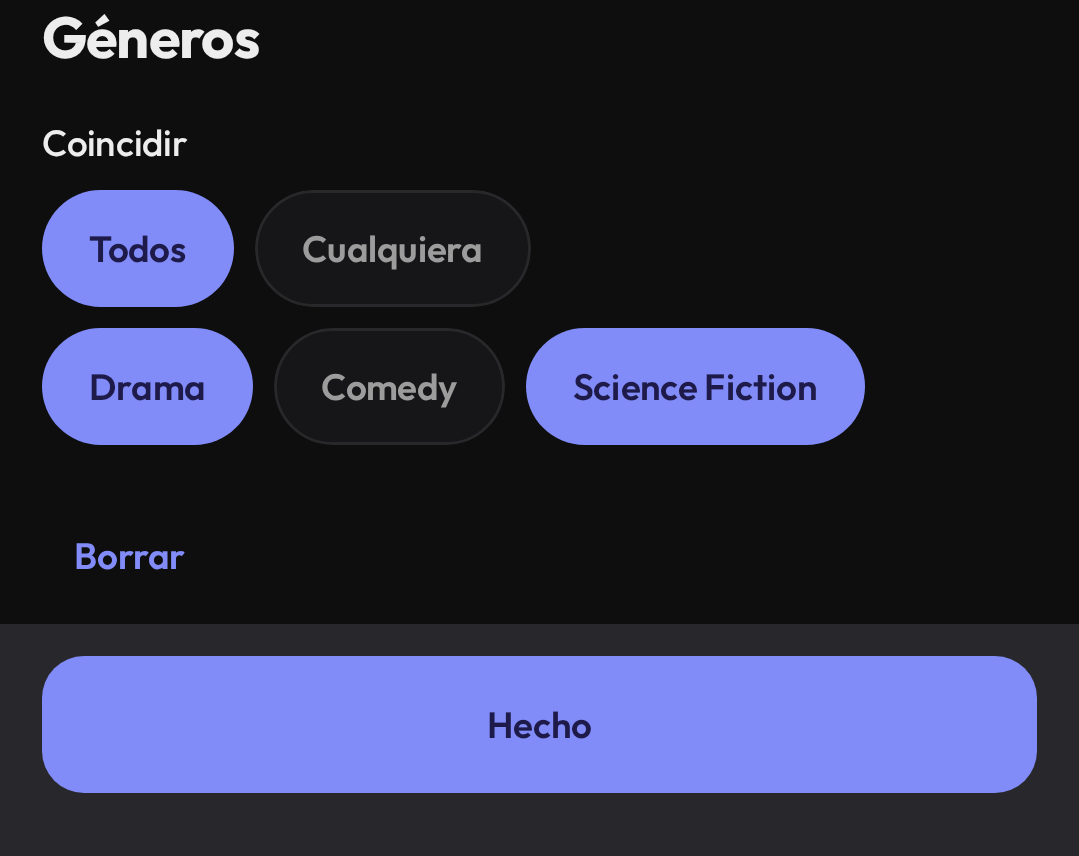 Géneros
Coincidir
Todos Cualquiera
Drama Comedy Science Fiction
Borrar
Hecho